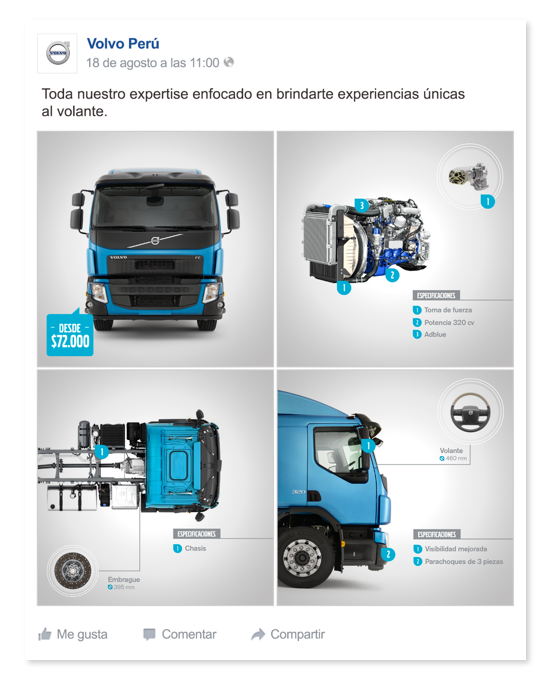 Volvo Perú
18 de agosto a las 11:00
Toda nuestro expertise enfocado en brindarte experiencias únicas
al volante.
VOLVO
FE
DESDE
$72.000
1
3
2
1
ESPECIFICACIONES
1 Toma de fuerza
2 Potencia 320 cv
1 Adblue
1
ESPECIFICACIONES
1 Chasis
Embrague
395 mm
1
Volante
460 mm
320
2
ESPECIFICACIONES
1 Visibilidad mejorada
2 Parachoques de 3 piezas
Me gusta
Comentar
Compartir